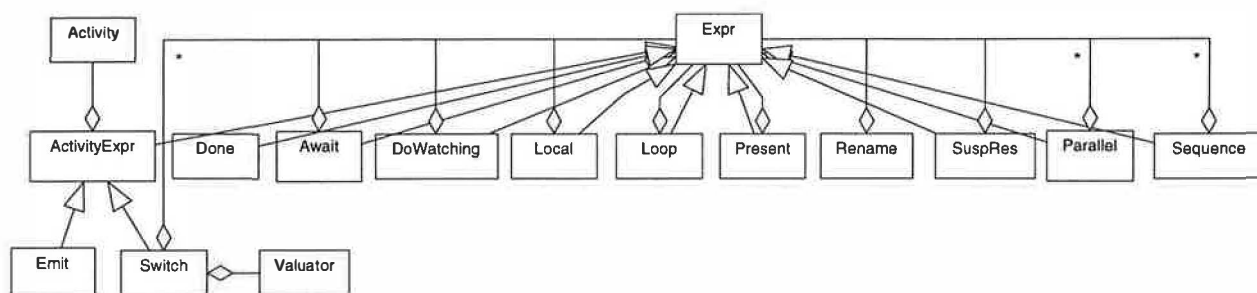 Activity
Expr
*
*
*
ActivityExpr
Done
Await
DoWatching
Local
Loop
Present
Rename
SuspRes
Parallel
Sequence
Emit
Switch
Valuator